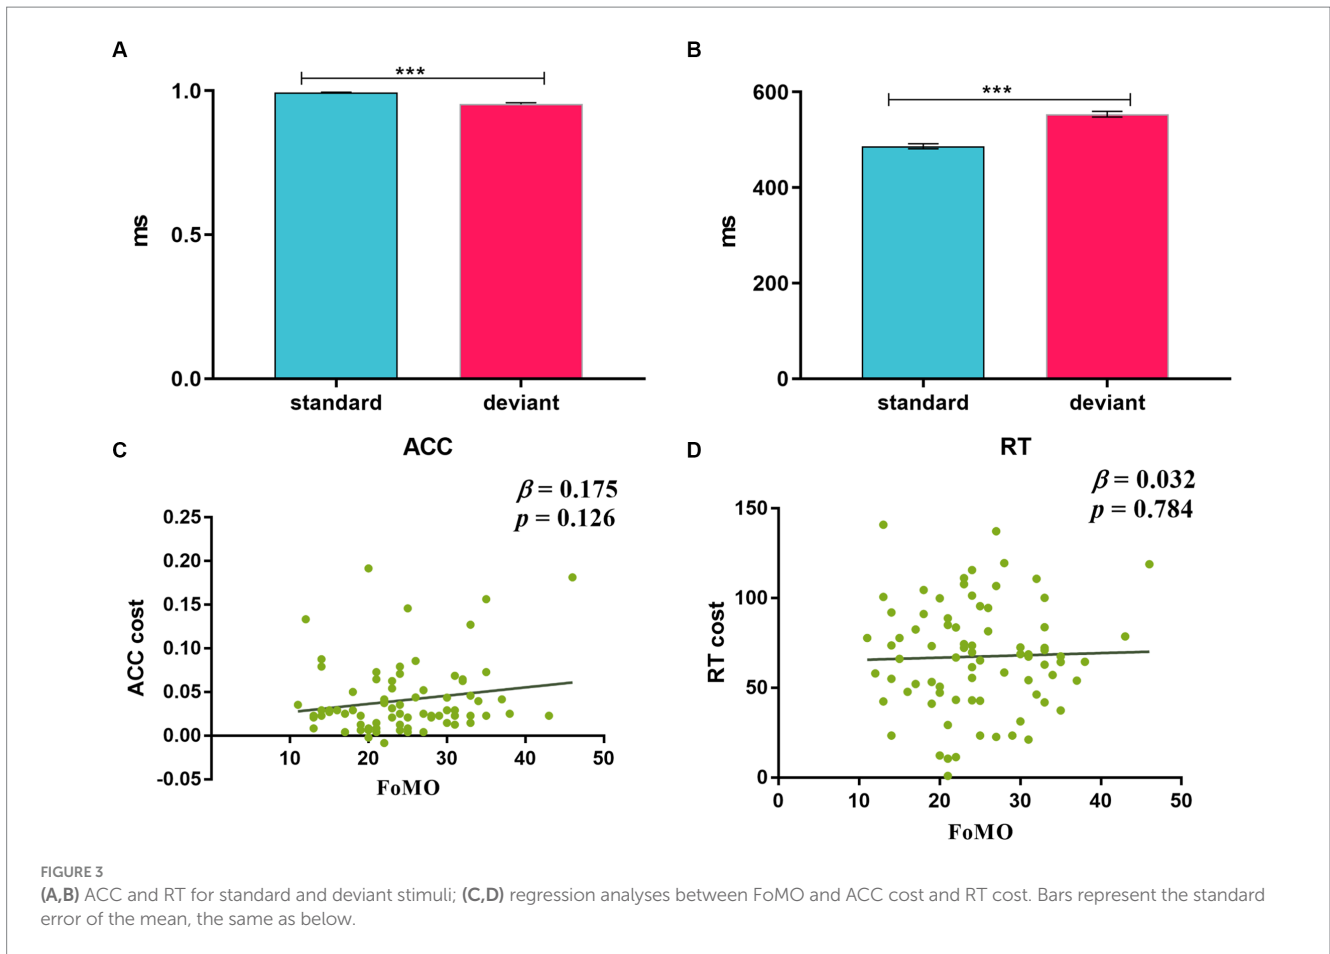 A
***
1.0
0.5
0.0
ms
standard deviant
B
***
600
400
200
0
ms
standard deviant
C
ACC
β = 0.175
p = 0.126
0.25
0.20
0.15
0.10
0.05
0.00
-0.05
ACC cost
10 20 30 40 50
FoMO
D
RT
β = 0.032
p = 0.784
150
100
50
0
RT cost
0 10 20 30 40 50
FoMO
FIGURE 3
(A,B) ACC and RT for standard and deviant stimuli; (C,D) regression analyses between FoMO and ACC cost and RT cost. Bars represent the standard
error of the mean, the same as below.